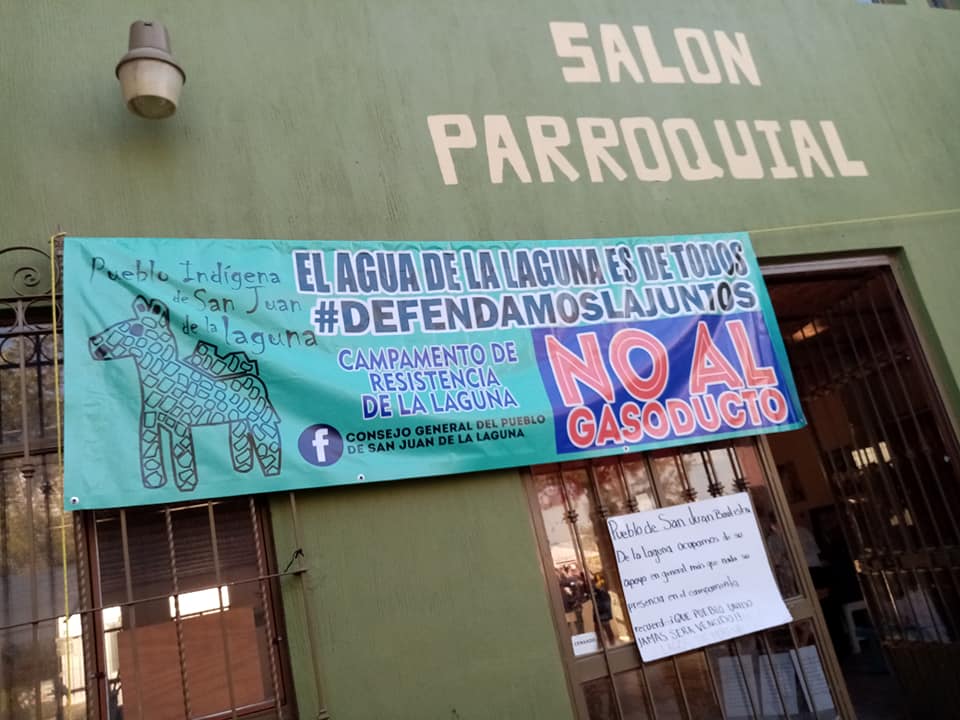 SALON
PARROQUIAL
Pueblo Indígena
de San Juan
de la laguna
EL AGUA DE LA LAGUNA ES DE TODOS
#DEFENDAMOSLAJUNTOS
CAMPAMENTO DE
RESISTENCIA
DE LA LAGUNA
NO AL
GASODUCTO
f CONSEJO GENERAL DEL PUEBLO
DE SAN JUAN DE LA LAGUNA
Pueblo de San Juan Bautista
De la laguna ocupamos de su
apoyo en general mas que nada su
presencia en el campamento
recuerd ¡QUE PUEBLO UNIDO
JAMAS SERA VENCIDO!!
CERRADO